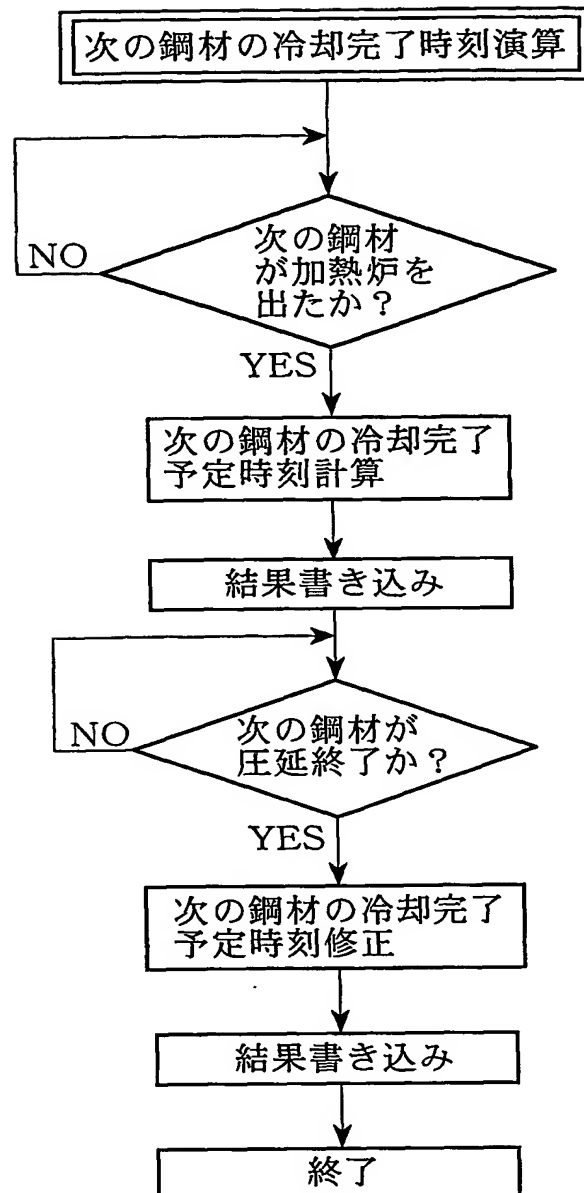 次の鋼材の冷却完了時刻演算
次の鋼材
が加熱炉を
出たか？
NO
YES
次の鋼材の冷却完了
予定時刻計算
結果書き込み
次の鋼材が
圧延終了か？
NO
YES
次の鋼材の冷却完了
予定時刻修正
結果書き込み
終了